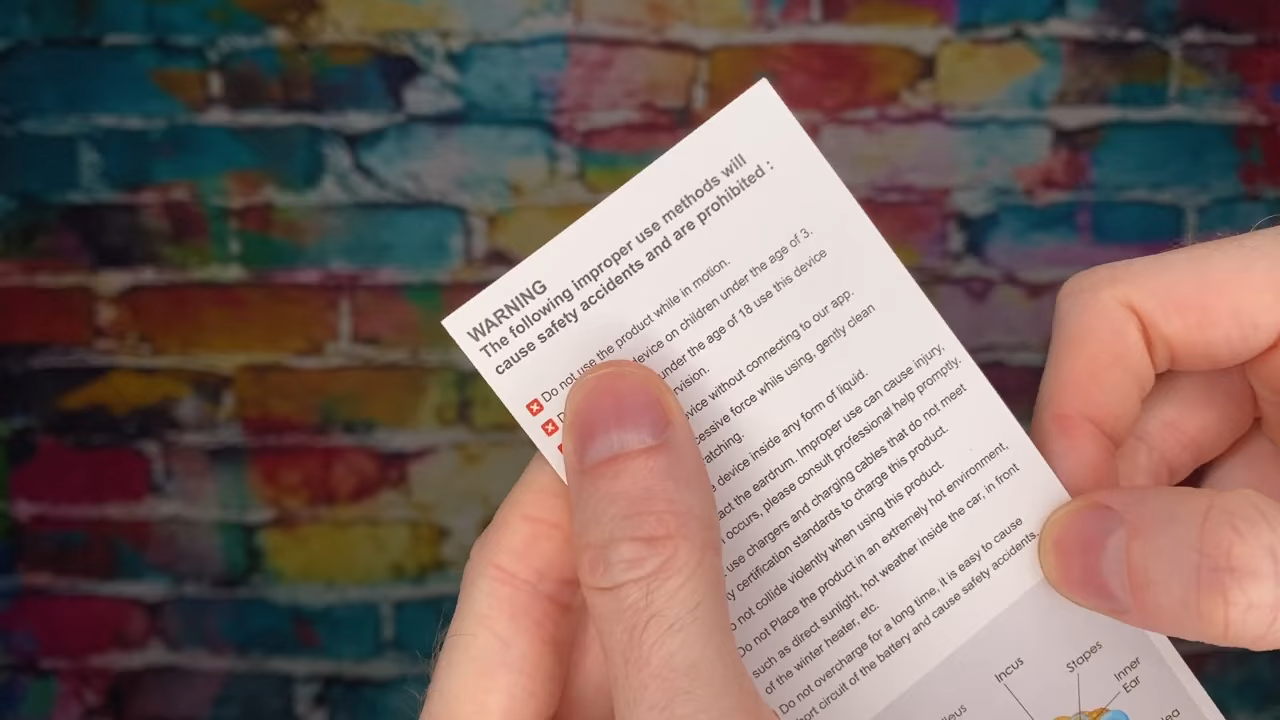 WARNING
The following improper use methods will
cause safety accidents and are prohibited :
Do not use the product while in motion.
device on children under the age of 3.
under the age of 18 use this device
without connecting to our app.
force while using, gently clean
device inside any form of liquid.
the eardrum. Improper use can cause injury,
occurs, please consult professional help promptly.
use chargers and charging cables that do not meet
certification standards to charge this product.
not collide violently when using this product.
Do not Place the product in an extremely hot environment,
such as direct sunlight, hot weather inside the car, in front
of the winter heater, etc.
Do not overcharge for a long time, it is easy to cause
circuit of the battery and cause safety accidents.
Incus
Stapes
Inner
Ear